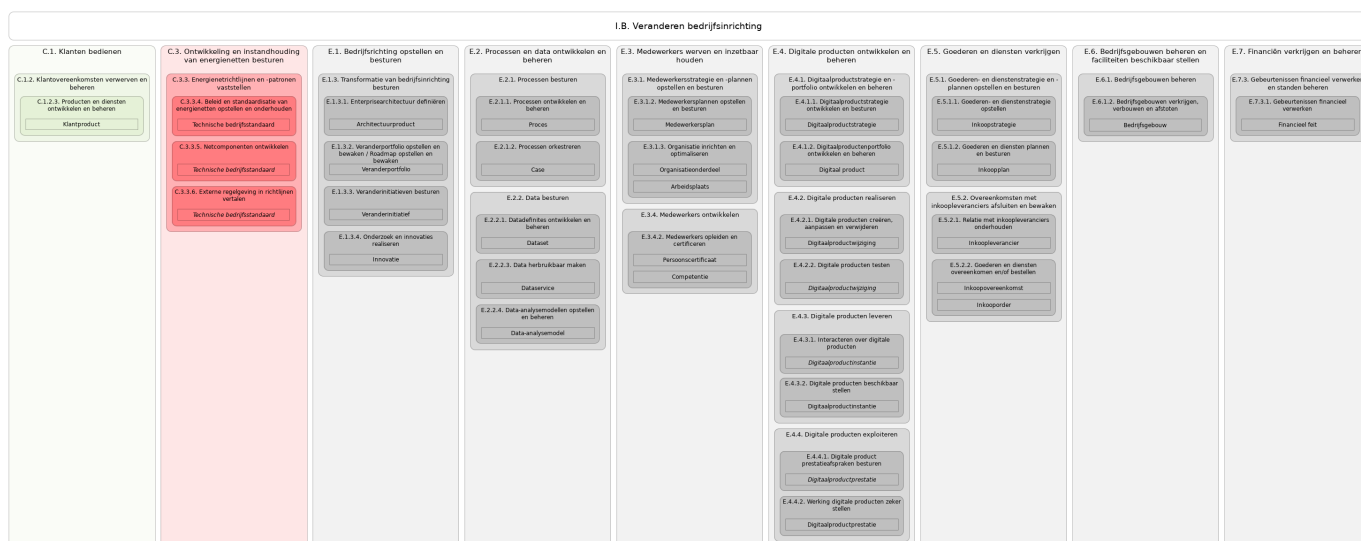 I.B. Veranderen bedrijfsinrichting
C.1. Klanten bedienen
C.1.2. Klantovereenkomsten verwerven en
beheren
C.1.2.3. Producten en diensten
ontwikkelen en beheren
Klantproduct
C.3. Ontwikkeling en instandhouding
van energienetten besturen
C.3.3. Energienetrichtlijnen en -patronen
vaststellen
C.3.3.4. Beleid en standaardisatie van
energienetten opstellen en onderhouden
Technische bedrijfsstandaard
C.3.3.5. Netcomponenten ontwikkelen
Technische bedrijfsstandaard
C.3.3.6. Externe regelgeving in richtlijnen
vertalen
Technische bedrijfsstandaard
E.1. Bedrijfsrichting opstellen en
besturen
E.1.3. Transformatie van bedrijfsinrichting
besturen
E.1.3.1. Enterprisearchitectuur definiëren
Architectuurproduct
E.1.3.2. Veranderportfolio opstellen en
bewaken / Roadmap opstellen en
bewaken
Veranderportfolio
E.1.3.3. Veranderinitiatieven besturen
Veranderinitiatief
E.1.3.4. Onderzoek en innovaties
realiseren
Innovatie
E.2. Processen en data ontwikkelen en
beheren
E.2.1. Processen besturen
E.2.1.1. Processen ontwikkelen en
beheren
Proces
E.2.1.2. Processen orkestreren
Case
E.2.2. Data besturen
E.2.2.1. Datadefinites ontwikkelen en
beheren
Dataset
E.2.2.3. Data herbruikbaar maken
Dataservice
E.2.2.4. Data-analysemodellen opstellen
en beheren
Data-analysemodel
E.3. Medewerkers werven en inzetbaar
houden
E.3.1. Medewerkersstrategie en -plannen
opstellen en besturen
E.3.1.2. Medewerkersplannen opstellen
en besturen
Medewerkersplan
E.3.1.3. Organisatie inrichten en
optimaliseren
Organisatieonderdeel
Arbeidsplaats
E.3.4. Medewerkers ontwikkelen
E.3.4.2. Medewerkers opleiden en
certificeren
Persoonscertificaat
Competentie
E.4. Digitale producten ontwikkelen en
beheren
E.4.1. Digitaalproductstrategie en -
portfolio ontwikkelen en beheren
E.4.1.1. Digitaalproductstrategie
ontwikkelen en besturen
Digitaalproductstrategie
E.4.1.2. Digitaalproductenportfolio
ontwikkelen en beheren
Digitaal product
E.4.2. Digitale producten realiseren
E.4.2.1. Digitale producten creëren,
aanpassen en verwijderen
Digitaalproductwijziging
E.4.2.2. Digitale producten testen
Digitaalproductwijziging
E.4.3. Digitale producten leveren
E.4.3.1. Interacteren over digitale
producten
Digitaalproductinstantie
E.4.3.2. Digitale producten beschikbaar
stellen
Digitaalproductinstantie
E.4.4. Digitale producten exploiteren
E.4.4.1. Digitale product
prestatieafspraken besturen
Digitaalproductprestatie
E.4.4.2. Werking digitale producten zeker
stellen
Digitaalproductprestatie
E.5. Goederen en diensten verkrijgen
E.5.1. Goederen- en dienstenstrategie en -
plannen opstellen en besturen
E.5.1.1. Goederen- en dienstenstrategie
opstellen
Inkoopstrategie
E.5.1.2. Goederen en diensten plannen
en besturen
Inkoopplan
E.5.2. Overeenkomsten met
inkoopleveranciers afsluiten en bewaken
E.5.2.1. Relatie met inkoopleveranciers
onderhouden
Inkoopleverancier
E.5.2.2. Goederen en diensten
overeenkomen en/of bestellen
Inkoopovereenkomst
Inkooporder
E.6. Bedrijfsgebouwen beheren en
faciliteiten beschikbaar stellen
E.6.1. Bedrijfsgebouwen beheren
E.6.1.2. Bedrijfsgebouwen verkrijgen,
verbouwen en afstoten
Bedrijfsgebouw
E.7. Financiën verkrijgen en beheren
E.7.3. Gebeurtenissen financieel verwerken
en standen beheren
E.7.3.1. Gebeurtenissen financieel
verwerken
Financieel feit